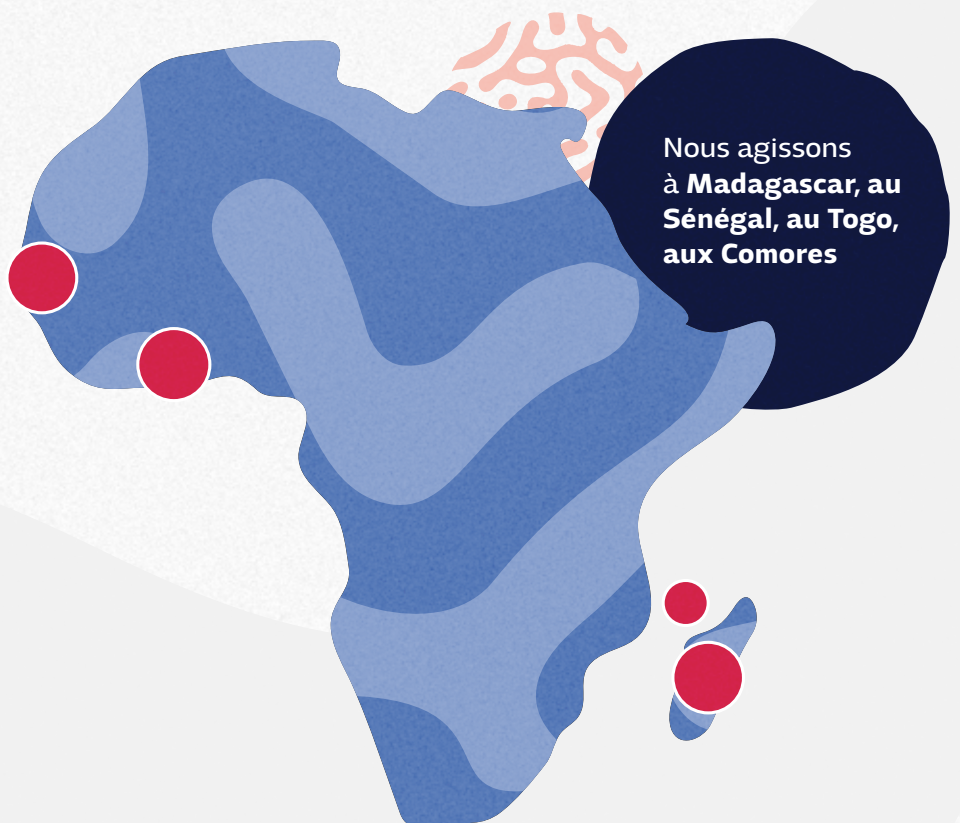 Nous agissons
à Madagascar, au
Sénégal, au Togo,
aux Comores